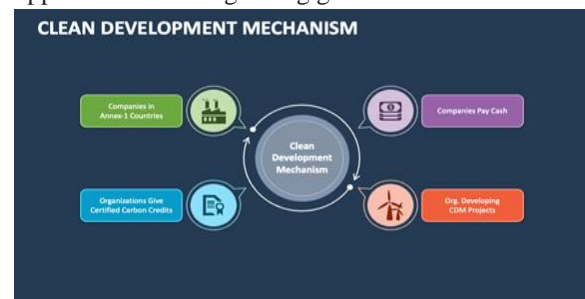 CLEAN DEVELOPMENT MECHANISM
Companies in
Annex-1 Countries
Companies Pay Cash
Clean
Development
Mechanism
Organizations Give
Certified Carbon Credits
Org. Developing
CDM Projects